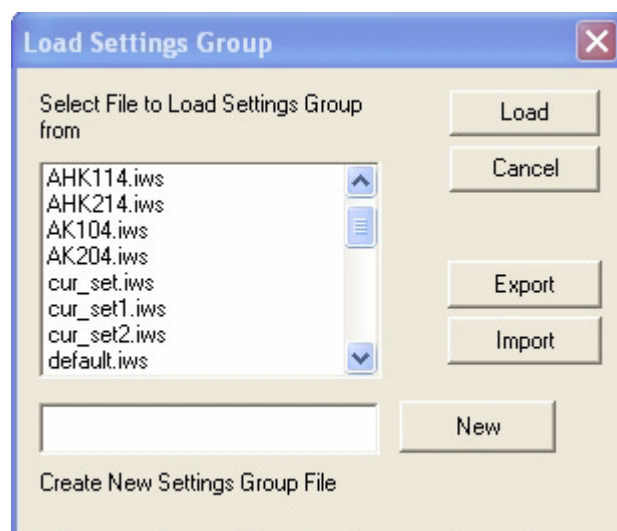 Load Settings Group
Select File to Load Settings Group
from
Load
Cancel
AHK114.iws
AHK214.iws
AK104.iws
AK204.iws
cur_set.iws
cur_set1.iws
cur_set2.iws
default.iws
Export
Import
New
Create New Settings Group File